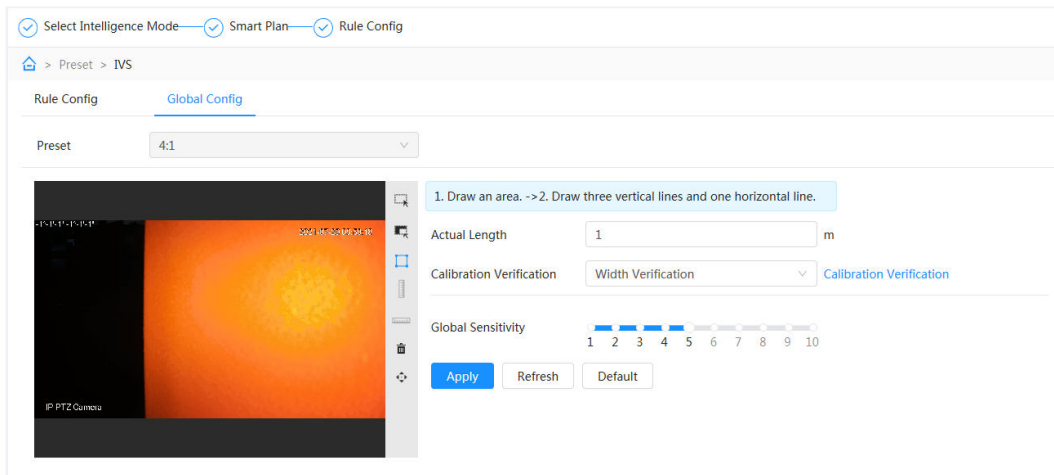 Select Intelligence Mode Smart Plan Rule Config
> Preset > IVS
Rule Config Global Config
Preset 4:1
1. Draw an area. ->2. Draw three vertical lines and one horizontal line.
Actual Length 1 m
Calibration Verification Width Verification Calibration Verification
Global Sensitivity
1 2 3 4 5 6 7 8 9 10
Apply Refresh Default
IP PTZ Camera